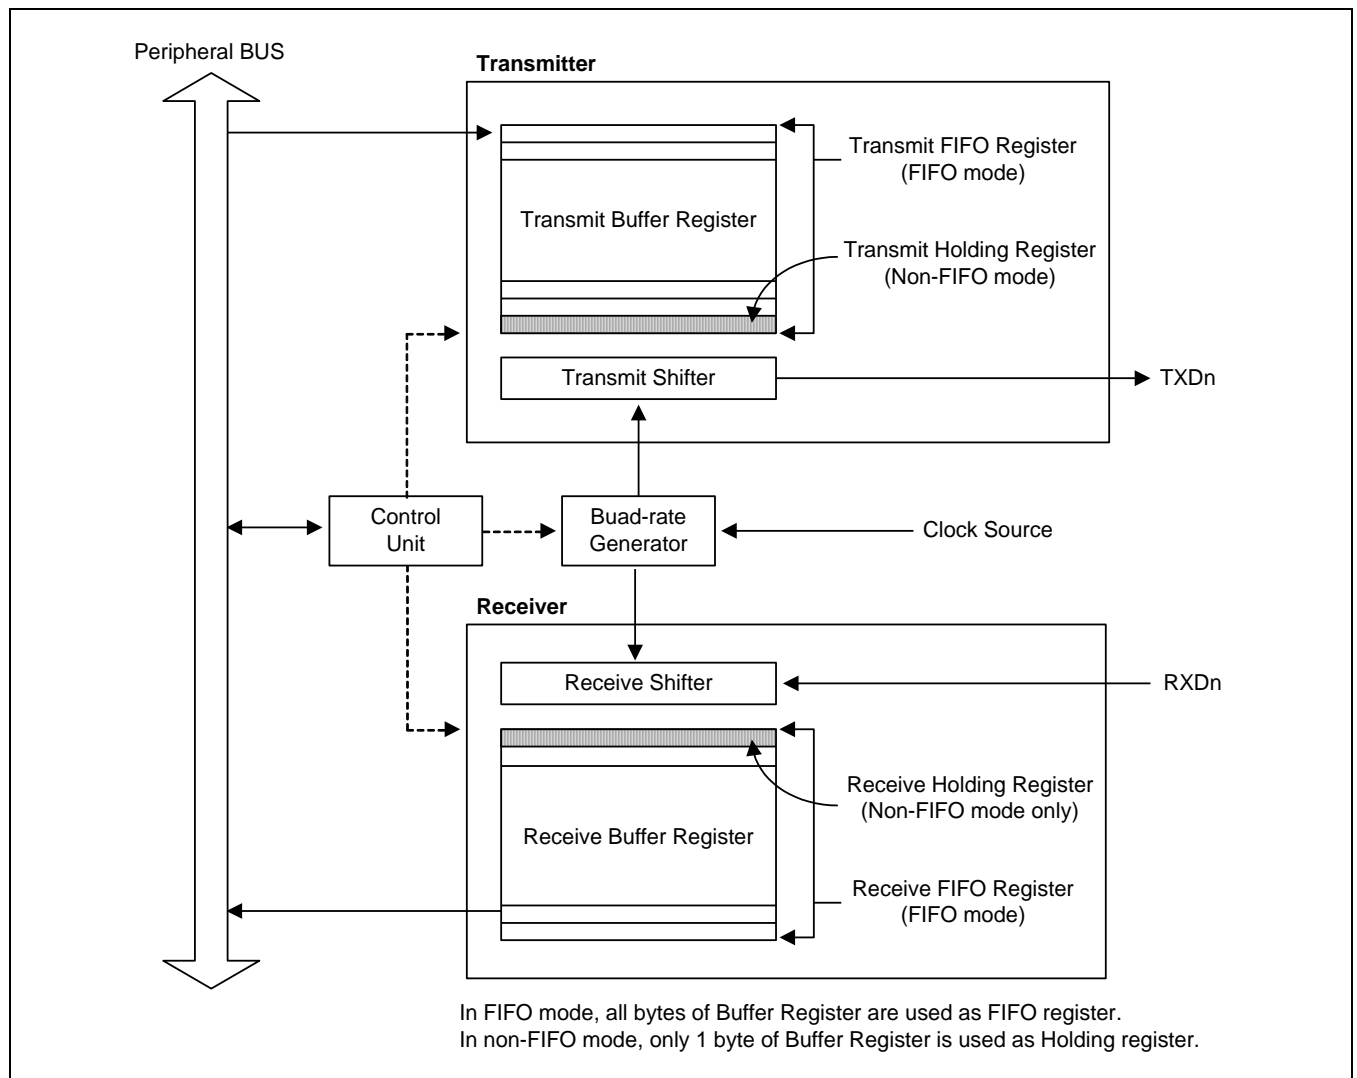 Peripheral BUS
Transmitter
Transmit FIFO Register
(FIFO mode)
Transmit Buffer Register
Transmit Holding Register
(Non-FIFO mode)
Transmit Shifter
TXDn
Control
Unit
Buad-rate
Generator
Clock Source
Receiver
Receive Shifter
RXDn
Receive Holding Register
(Non-FIFO mode only)
Receive Buffer Register
Receive FIFO Register
(FIFO mode)
In FIFO mode, all bytes of Buffer Register are used as FIFO register.
In non-FIFO mode, only 1 byte of Buffer Register is used as Holding register.